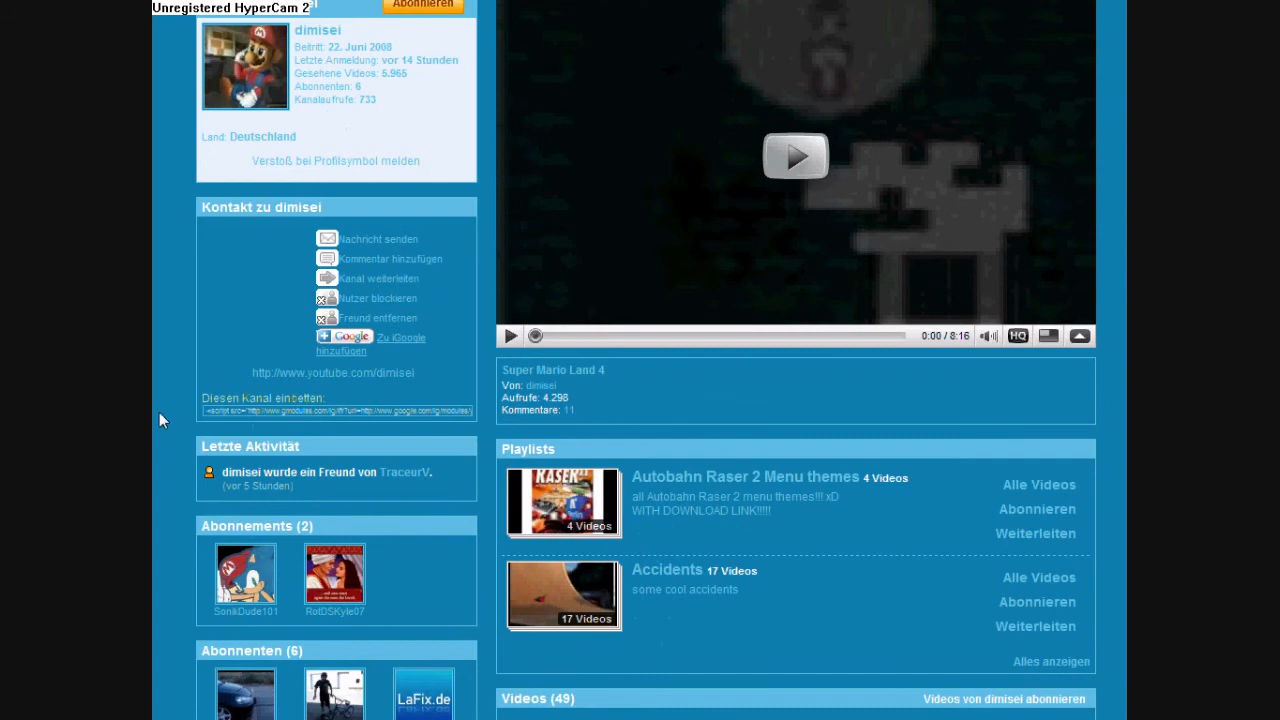 Unregistered HyperCam 2
Abonnieren
dimisei
Beitritt: 22. Juni 2008
Letzte Anmeldung: vor 14 Stunden
Gesehene Videos: 5.965
Abonnenten: 6
Kanalaufrufe: 733
Land: Deutschland
Verstoß bei Profilsymbol melden
Kontakt zu dimisei
Nachricht senden
Kommentar hinzufügen
Kanal weiterleiten
Nutzer blockieren
Freund entfernen
Google Zu iGoogle
hinzufügen
http://www.youtube.com/dimisei
Diesen Kanal einbetten:
Letzte Aktivität
dimisei wurde ein Freund von TraceurV.
(vor 5 Stunden)
Abonnements (2)
SonikDude101
RotDSKyle07
Abonnenten (6)
LaFix.de
0:00 / 8:16
HQ
Super Mario Land 4
Von: dimisei
Aufrufe: 4.298
Kommentare: 11
Playlists
KASER
4 Videos
Autobahn Raser 2 Menu themes 4 Videos
all Autobahn Raser 2 menu themes!!! xD
WITH DOWNLOAD LINK!!!!!
Alle Videos
Abonnieren
Weiterleiten
17 Videos
Accidents 17 Videos
some cool accidents
Alle Videos
Abonnieren
Weiterleiten
Alles anzeigen
Videos (49)
Videos von dimisei abonnieren